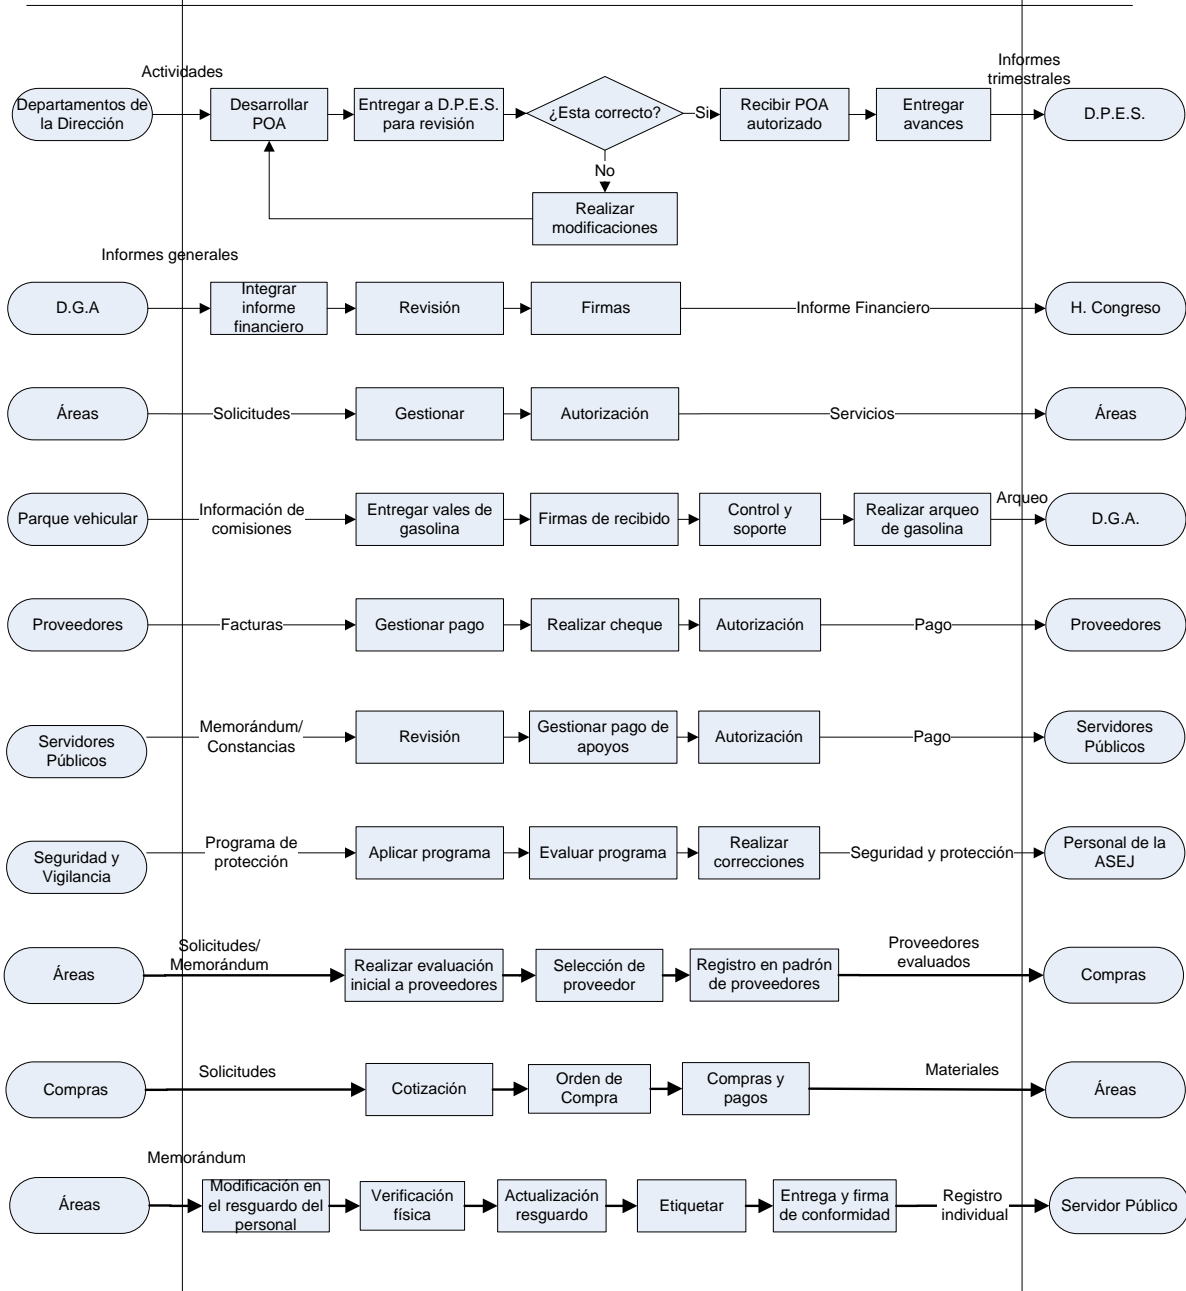 Actividades
Informes
trimestrales
Departamentos de
la Dirección
Desarrollar
POA
Entregar a D.P.E.S.
para revisión
¿Esta correcto?
Si
Recibir POA
autorizado
Entregar
avances
D.P.E.S.
No
Realizar
modificaciones
Informes generales
D.G.A
Integrar
informe
financiero
Revisión
Firmas
Informe Financiero
H. Congreso
Áreas
Solicitudes
Gestionar
Autorización
Servicios
Áreas
Parque vehicular
Información de
comisiones
Entregar vales de
gasolina
Firmas de recibido
Control y
soporte
Realizar arqueo
de gasolina
Arqueo
D.G.A.
Proveedores
Facturas
Gestionar pago
Realizar cheque
Autorización
Pago
Proveedores
Servidores
Públicos
Memorándum/
Constancias
Revisión
Gestionar pago de
apoyos
Autorización
Pago
Servidores
Públicos
Seguridad y
Vigilancia
Programa de
protección
Aplicar programa
Evaluar programa
Realizar
correcciones
Seguridad y protección
Personal de la
ASEJ
Áreas
Solicitudes/
Memorándum
Realizar evaluación
inicial a proveedores
Selección de
proveedor
Registro en padrón
de proveedores
Proveedores
evaluados
Compras
Compras
Solicitudes
Cotización
Orden de
Compra
Compras y
pagos
Materiales
Áreas
Memorándum
Áreas
Modificación en
el resguardo del
personal
Verificación
física
Actualización
resguardo
Etiquetar
Entrega y firma
de conformidad
Registro
individual
Servidor Público